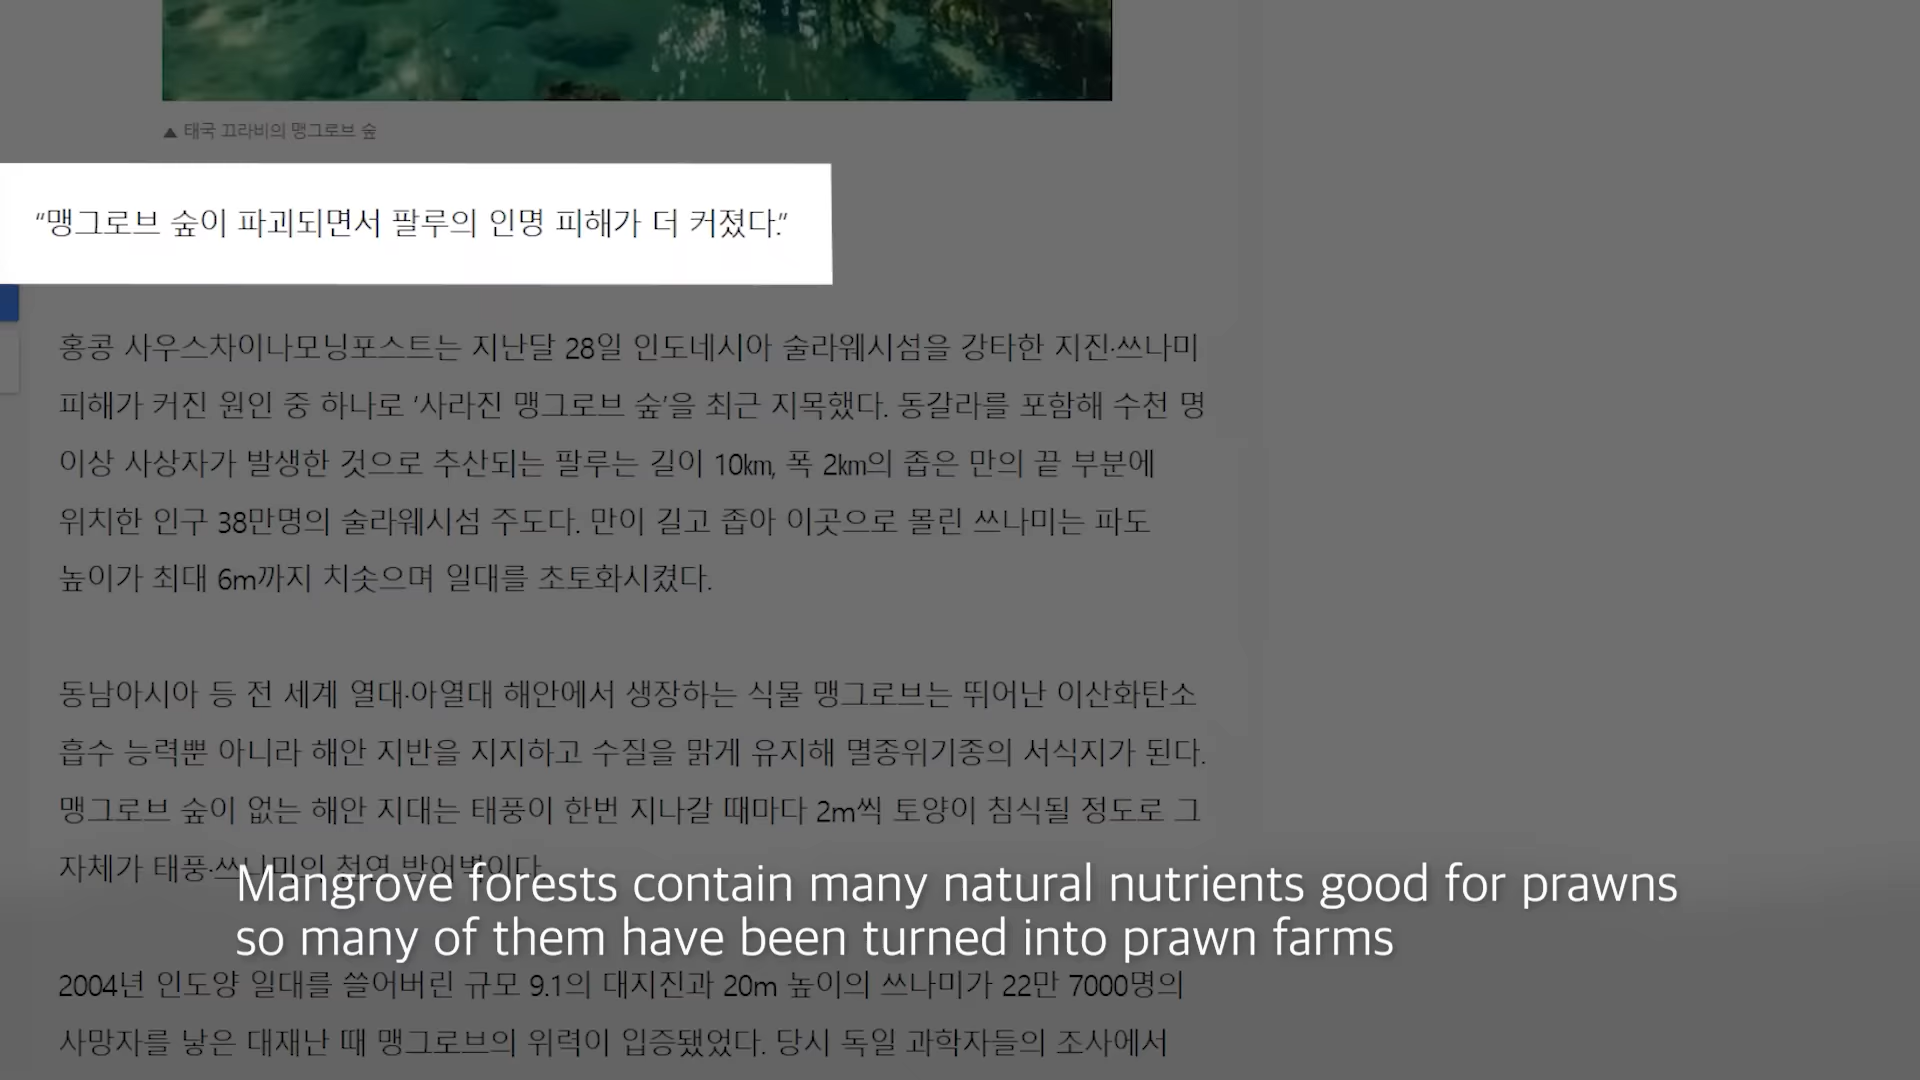 ▲ 태국 끄라비의 맹그로브 숲
“맹그로브 숲이 파괴되면서 팔루의 인명 피해가 더 커졌다.”
홍콩 사우스차이나모닝포스트는 지난달 28일 인도네시아 술라웨시섬을 강타한 지진·쓰나미
피해가 커진 원인 중 하나로 ‘사라진 맹그로브 숲’을 최근 지목했다. 동갈라를 포함해 수천 명
이상 사상자가 발생한 것으로 추산되는 팔루는 길이 10㎞, 폭 2㎞의 좁은 만의 끝 부분에
위치한 인구 38만명의 술라웨시섬 주도다. 만이 길고 좁아 이곳으로 몰린 쓰나미는 파도
높이가 최대 6m까지 치솟으며 일대를 초토화시켰다.
동남아시아 등 전 세계 열대·아열대 해안에서 생장하는 식물 맹그로브는 뛰어난 이산화탄소
흡수 능력뿐 아니라 해안 지반을 지지하고 수질을 맑게 유지해 멸종위기종의 서식지가 된다.
맹그로브 숲이 없는 해안 지대는 태풍이 한번 지나갈 때마다 2m씩 토양이 침식될 정도로 그
자체가 태풍·쓰나미의 천연 방어벽이다.
Mangrove forests contain many natural nutrients good for prawns
so many of them have been turned into prawn farms
2004년 인도양 일대를 쓸어버린 규모 9.1의 대지진과 20m 높이의 쓰나미가 22만 7000명의
사망자를 낳은 대재난 때 맹그로브의 위력이 입증됐었다. 당시 독일 과학자들의 조사에서